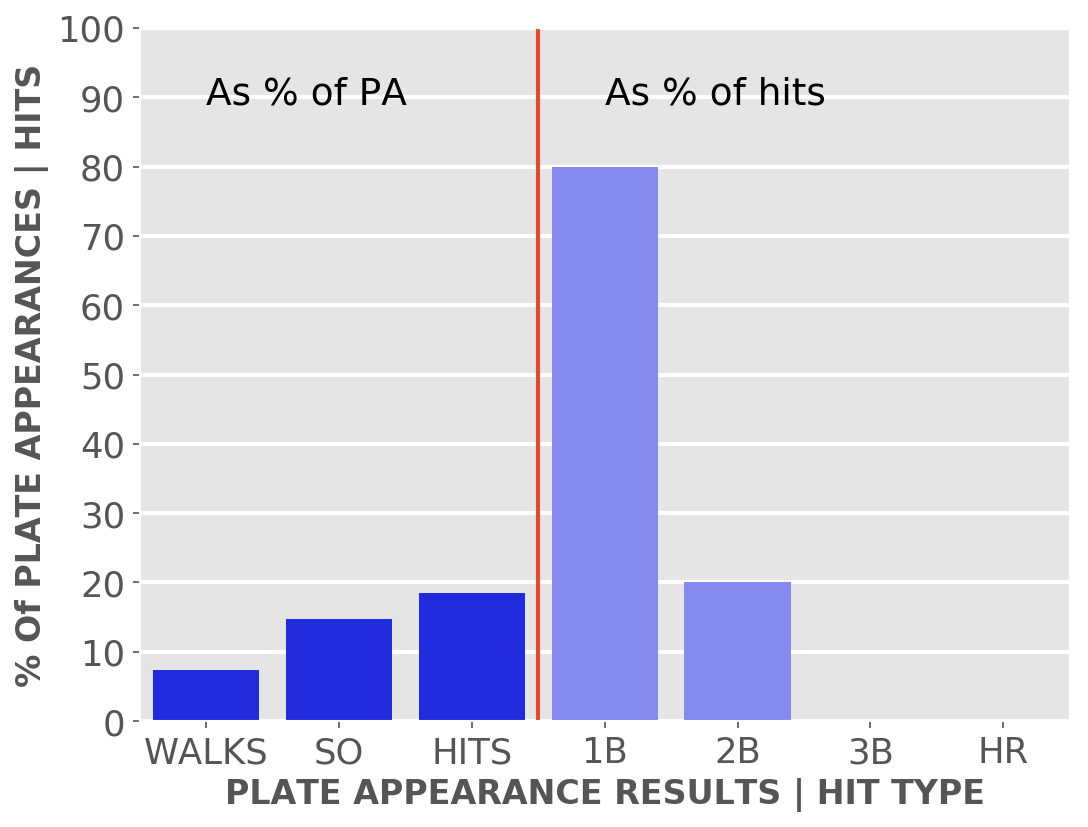 % Of PLATE APPEARANCES | HITS
100
90
80
70
60
50
40
30
20
10
0
As % of PA
As % of hits
WALKS SO HITS 1B 2B 3B HR
PLATE APPEARANCE RESULTS | HIT TYPE